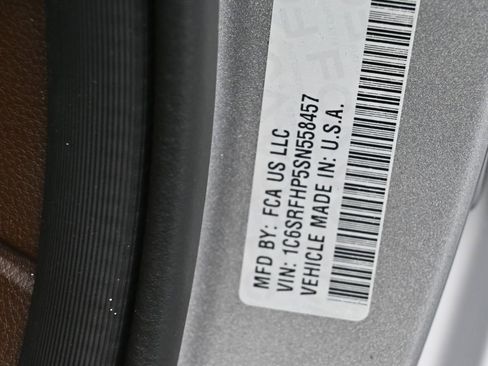 MFD BY: FCA US LLC
VIN: 1C6SRFHP5SN558457
VEHICLE MADE IN: U.S.A.